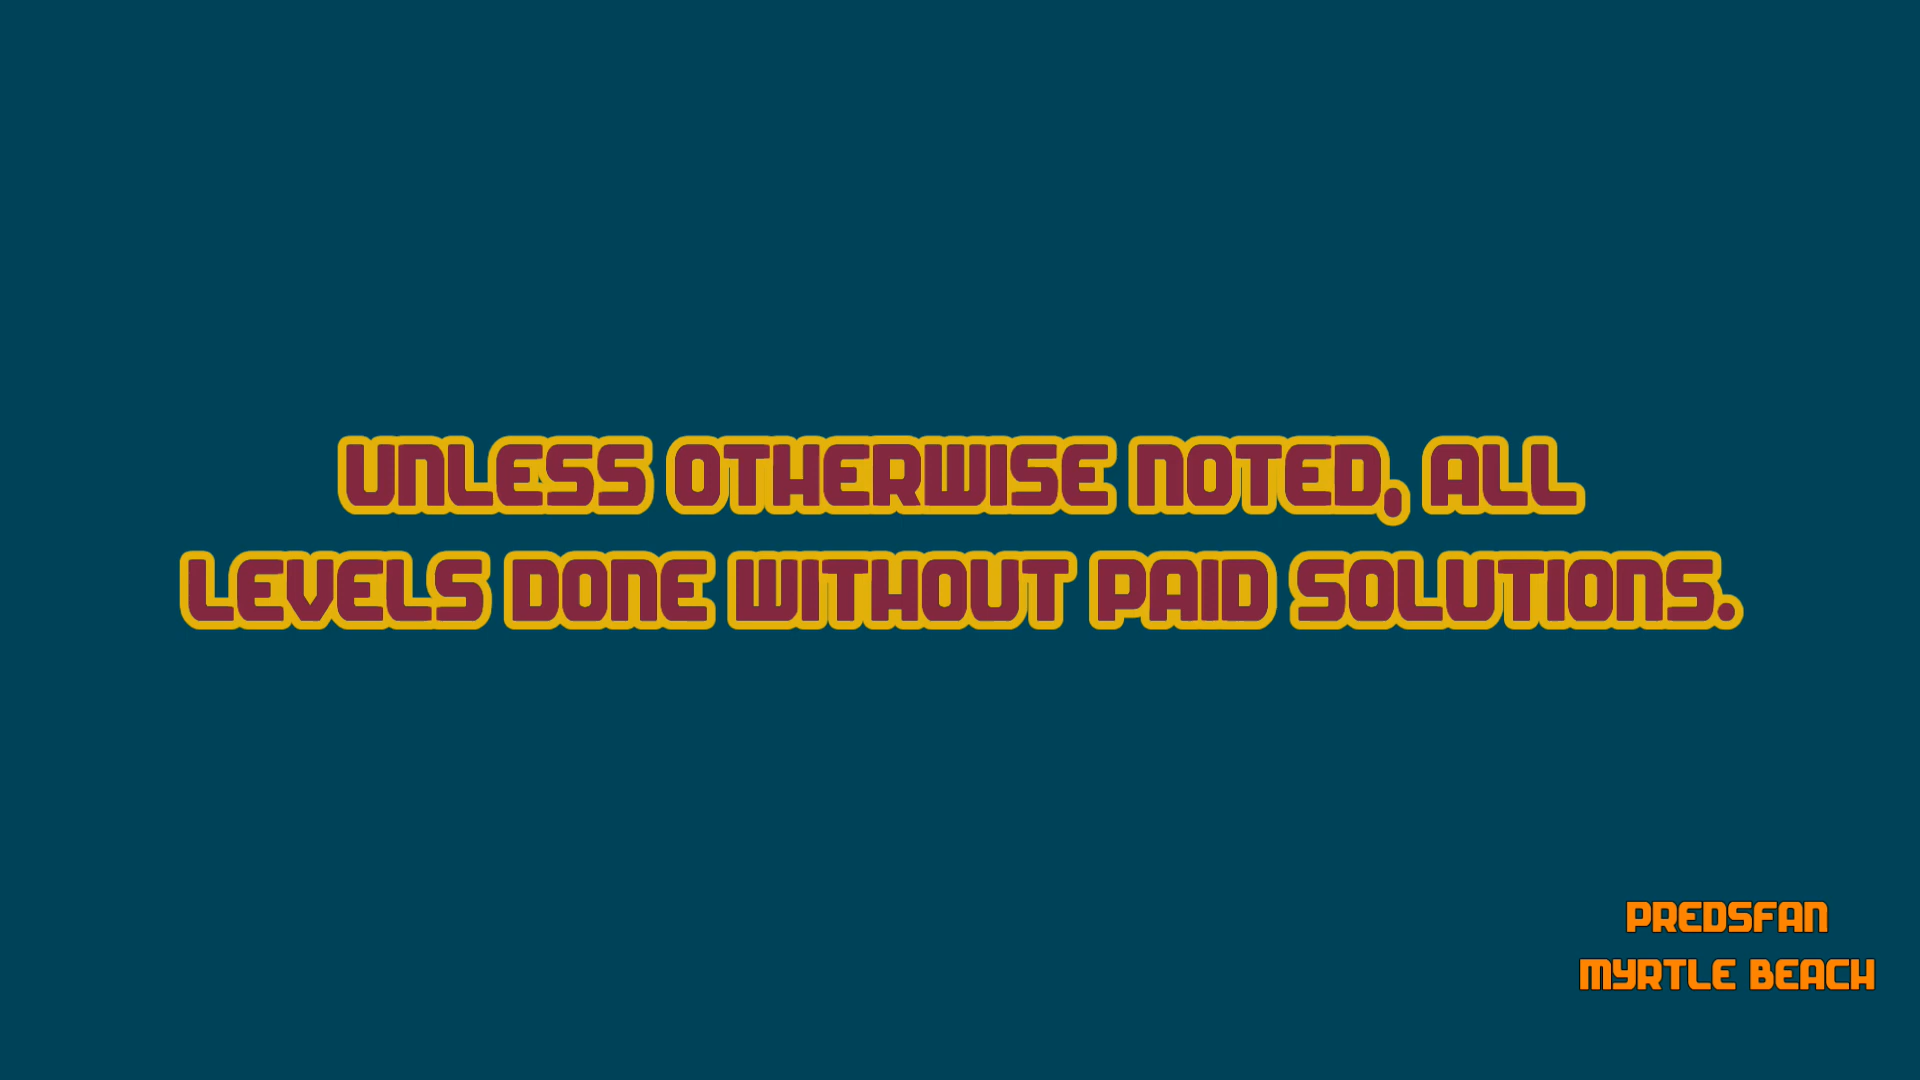 UNLESS OTHERWISE NOTED, ALL
LEVELS DONE WITHOUT PAID SOLUTIONS.
PREDSFAN
MYRTLE BEACH